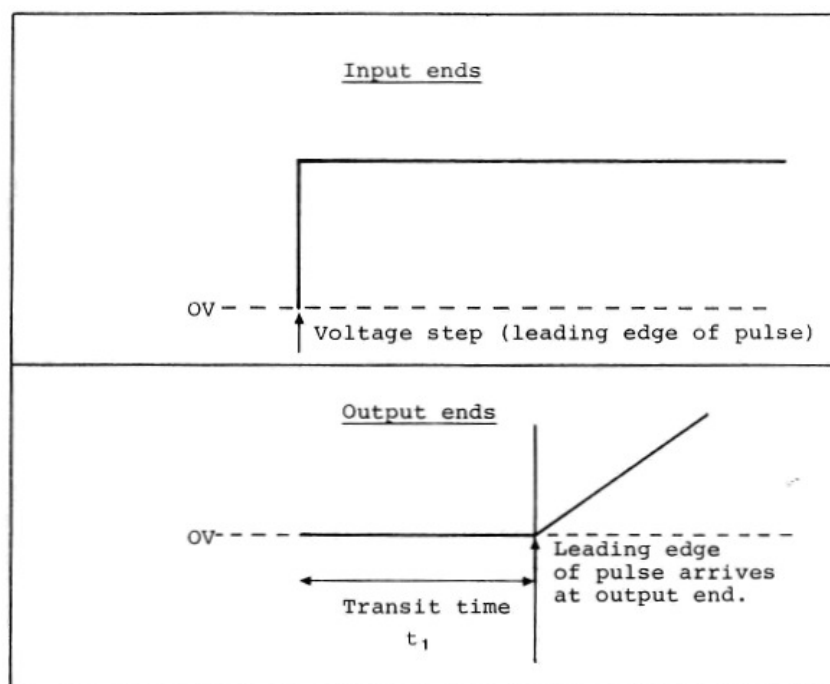 Input ends
OV
Voltage step (leading edge of pulse)
Output ends
OV
Leading edge
of pulse arrives
at output end.
Transit time
t₁